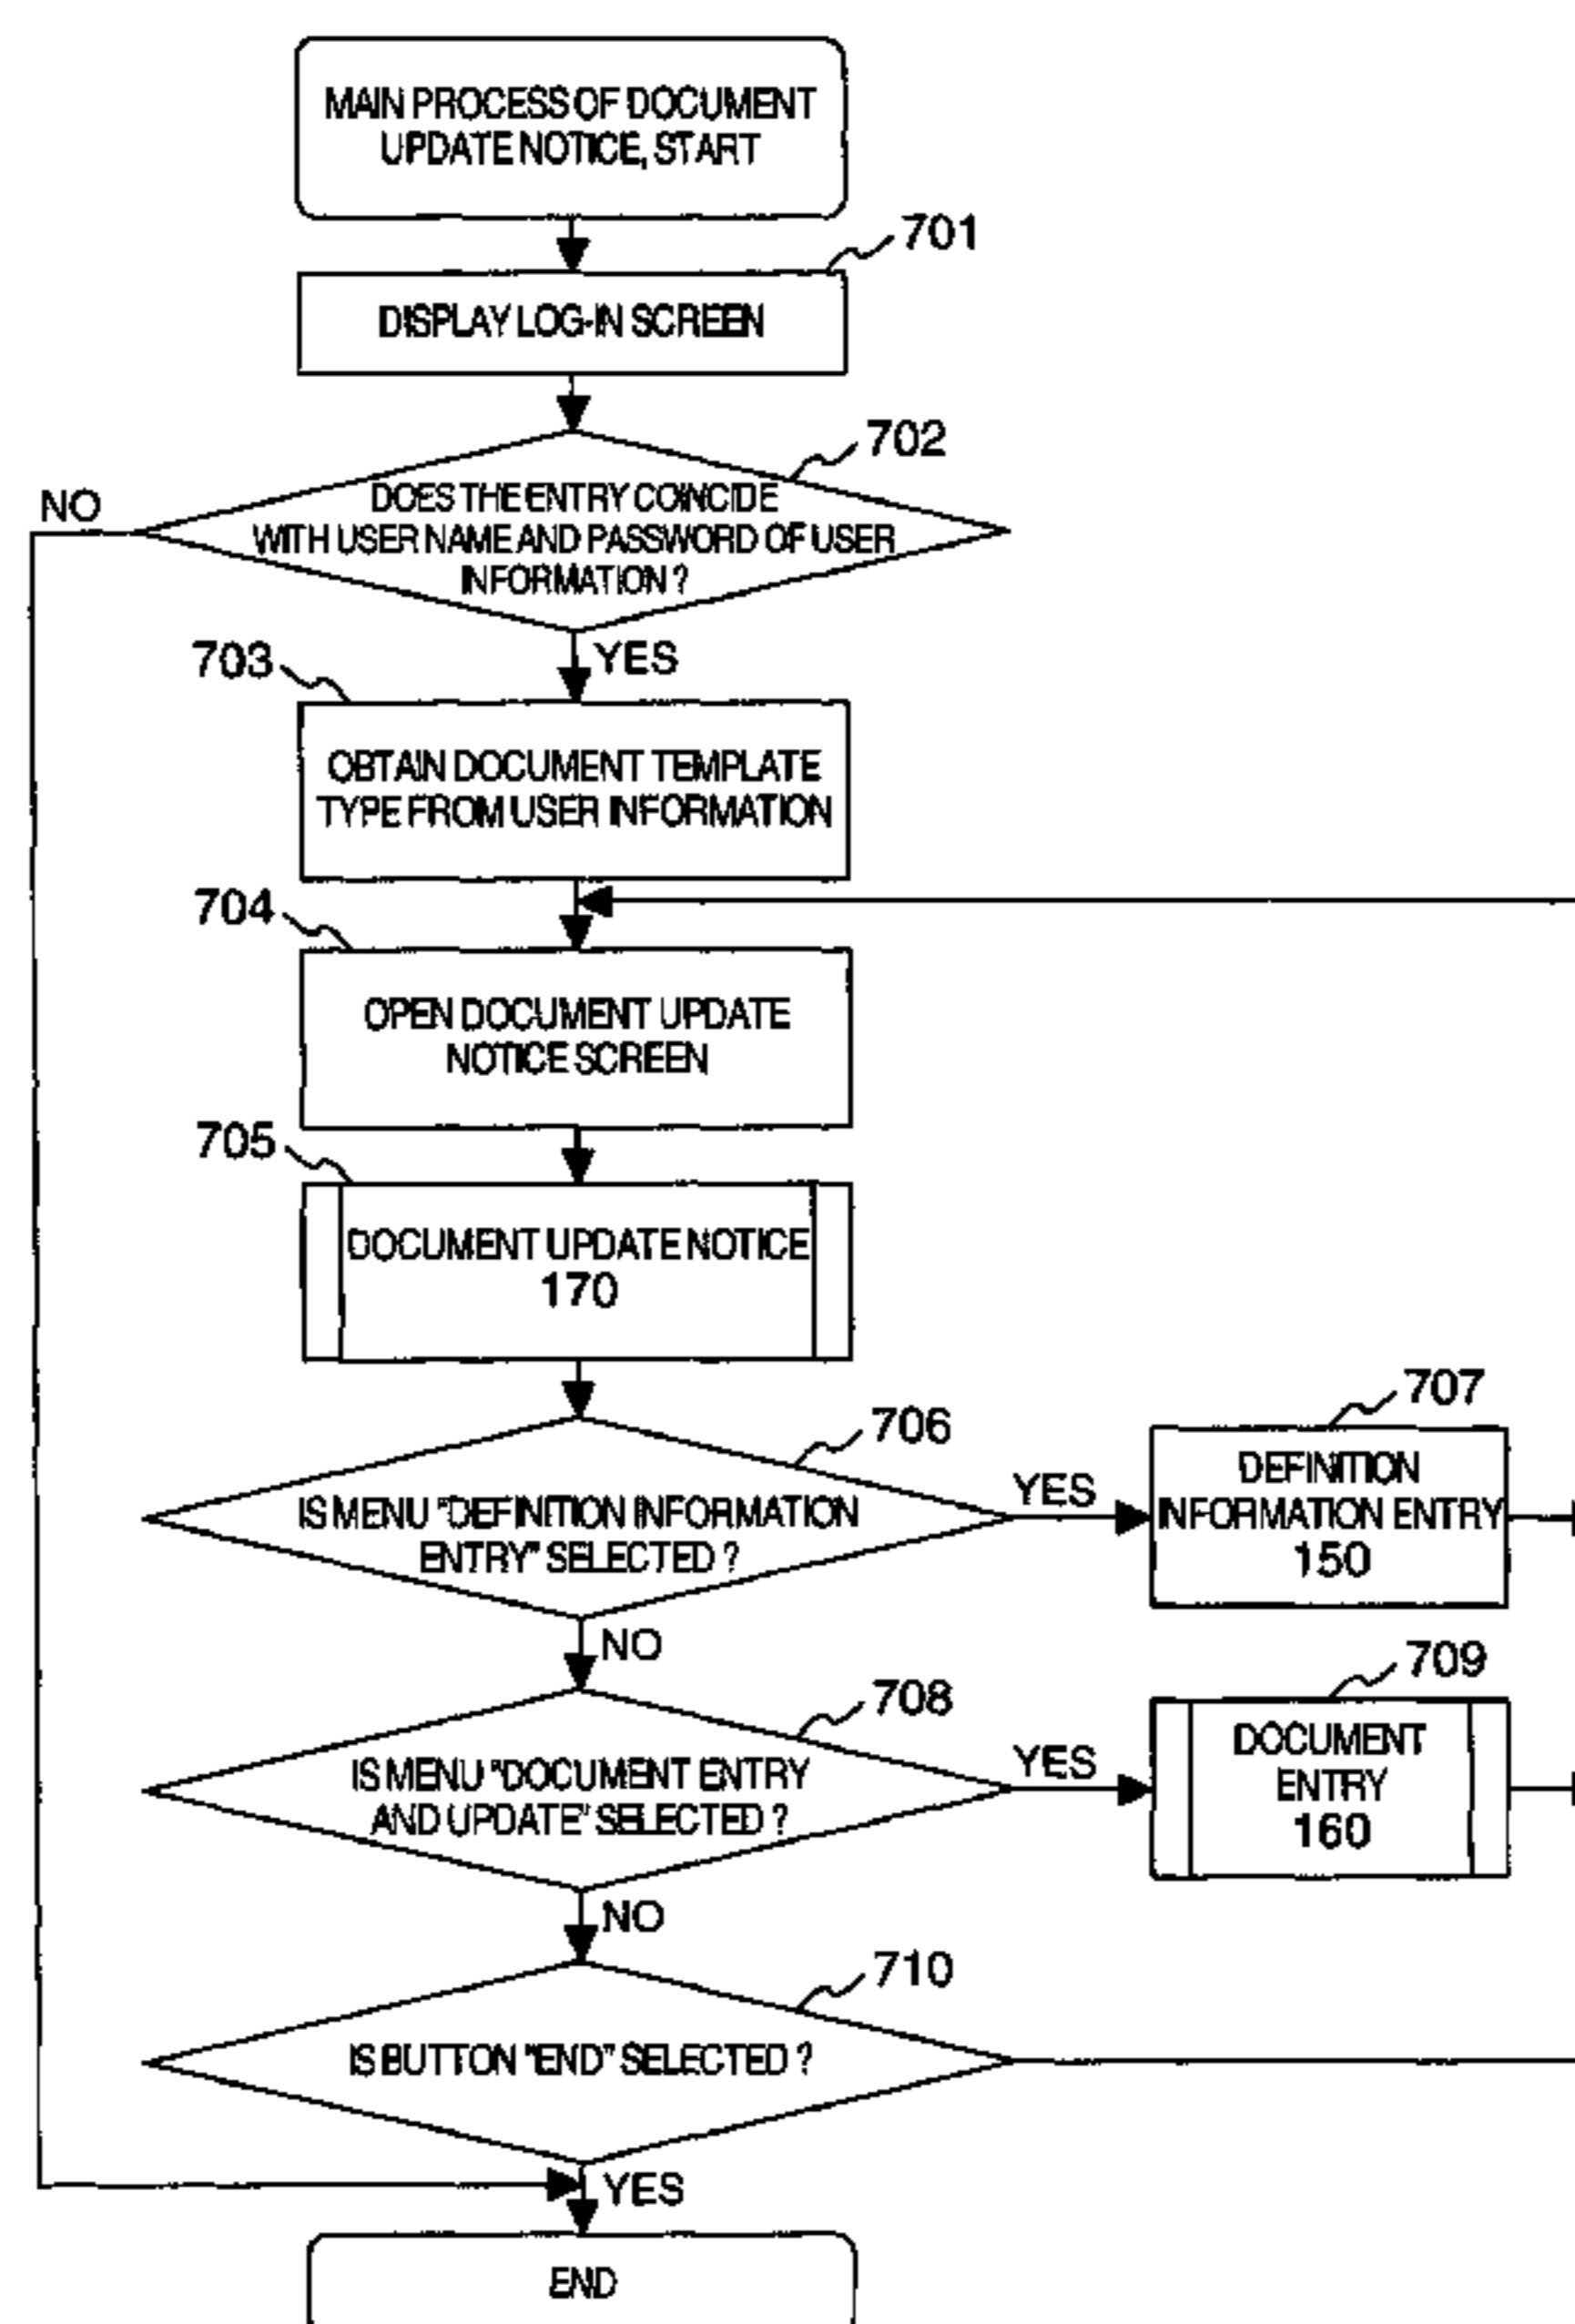 MAIN PROCESS OF DOCUMENT
UPDATE NOTICE, START
701
DISPLAY LOG-IN SCREEN
702
NO
DOES THE ENTRY COINCIDE
WITH USER NAME AND PASSWORD OF USER
INFORMATION ?
YES
703
OBTAIN DOCUMENT TEMPLATE
TYPE FROM USER INFORMATION
704
OPEN DOCUMENT UPDATE
NOTICE SCREEN
705
DOCUMENT UPDATE NOTICE
170
706
IS MENU "DEFINITION INFORMATION
ENTRY" SELECTED ?
YES
707
DEFINITION
INFORMATION ENTRY
150
NO
708
IS MENU "DOCUMENT ENTRY
AND UPDATE" SELECTED ?
YES
709
DOCUMENT
ENTRY
160
NO
710
IS BUTTON "END" SELECTED ?
YES
END